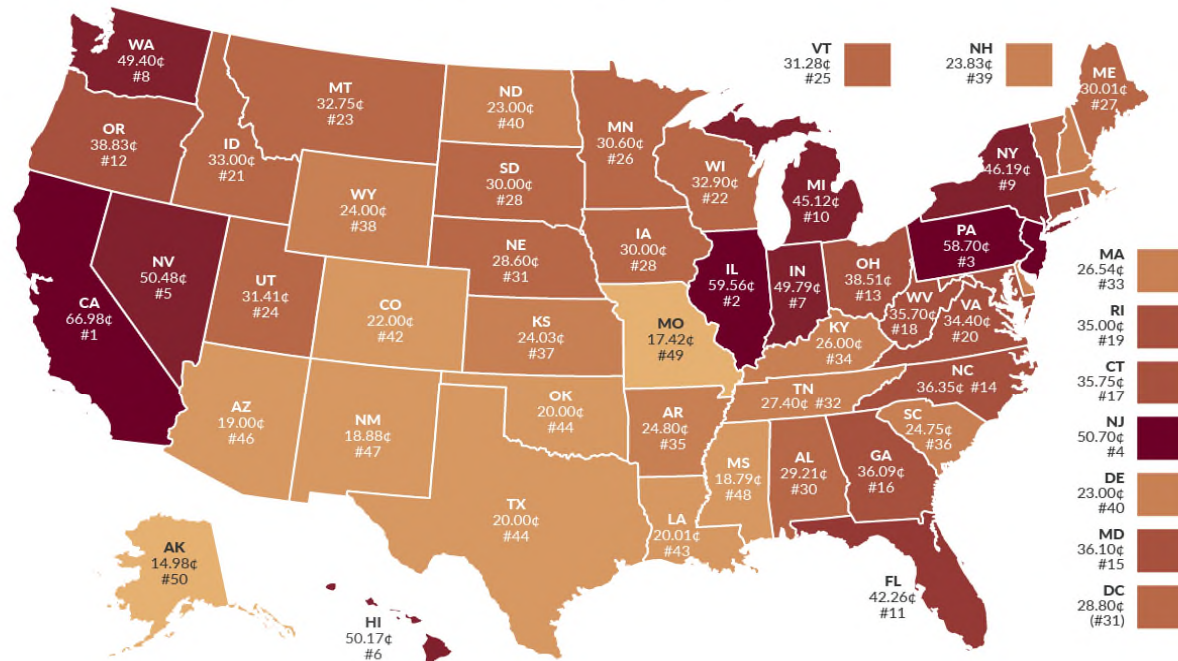 WA
49.40¢
#8
VT
31.28¢
#25
NH
23.83¢
#39
ME
30.01¢
#27
MT
32.75¢
#23
ND
23.00¢
#40
OR
38.83¢
#12
ID
33.00¢
#21
MN
30.60¢
#26
WI
32.90¢
#22
NY
46.19¢
#9
SD
30.00¢
#28
WY
24.00¢
#38
MI
45.12¢
#10
PA
58.70¢
#3
NV
50.48¢
#5
UT
31.41¢
#24
NE
28.60¢
#31
IA
30.00¢
#28
IL
59.56¢
#2
IN
49.79¢
#7
OH
38.51¢
#13
CA
66.98¢
#1
CO
22.00¢
#42
KS
24.03¢
#37
MO
17.42¢
#49
KY
26.00¢
#34
WV
35.70¢
#18
VA
34.40¢
#20
NC
36.35¢ #14
TN
27.40¢ #32
AZ
19.00¢
#46
NM
18.88¢
#47
OK
20.00¢
#44
AR
24.80¢
#35
SC
24.75¢
#36
MS
18.79¢
#48
AL
29.21¢
#30
GA
36.09¢
#16
TX
20.00¢
#44
LA
20.01¢
#43
AK
14.98¢
#50
HI
50.17¢
#6
FL
42.26¢
#11
MA
26.54¢
#33
RI
35.00¢
#19
CT
35.75¢
#17
NJ
50.70¢
#4
DE
23.00¢
#40
MD
36.10¢
#15
DC
28.80¢
(#31)